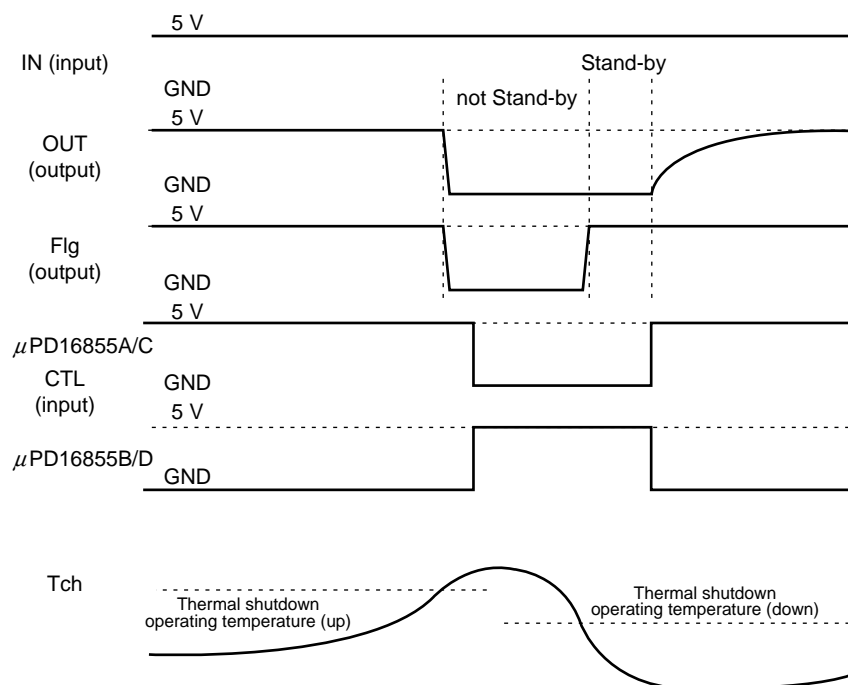 5 V
IN (input)
Stand-by
GND
not Stand-by
5 V
OUT
(output)
GND
5 V
Flg
(output)
GND
5 V
μPD16855A/C
CTL
(input)
GND
5 V
μPD16855B/D
GND
Tch
Thermal shutdown
operating temperature (up)
Thermal shutdown
operating temperature (down)